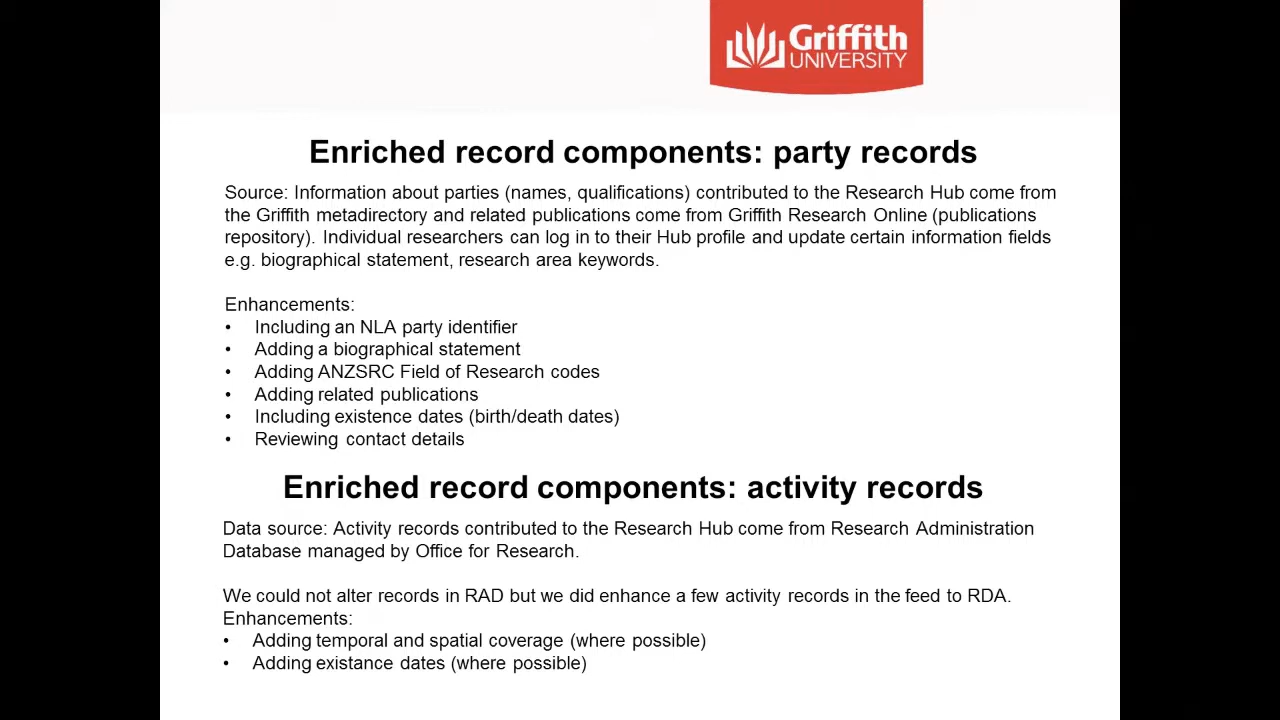 Griffith
UNIVERSITY
Enriched record components: party records
Source: Information about parties (names, qualifications) contributed to the Research Hub come from
the Griffith metadirectory and related publications come from Griffith Research Online (publications
repository). Individual researchers can log in to their Hub profile and update certain information fields
e.g. biographical statement, research area keywords.
Enhancements:
• Including an NLA party identifier
• Adding a biographical statement
• Adding ANZSRC Field of Research codes
• Adding related publications
• Including existence dates (birth/death dates)
• Reviewing contact details
Enriched record components: activity records
Data source: Activity records contributed to the Research Hub come from Research Administration
Database managed by Office for Research.
We could not alter records in RAD but we did enhance a few activity records in the feed to RDA.
Enhancements:
• Adding temporal and spatial coverage (where possible)
• Adding existance dates (where possible)